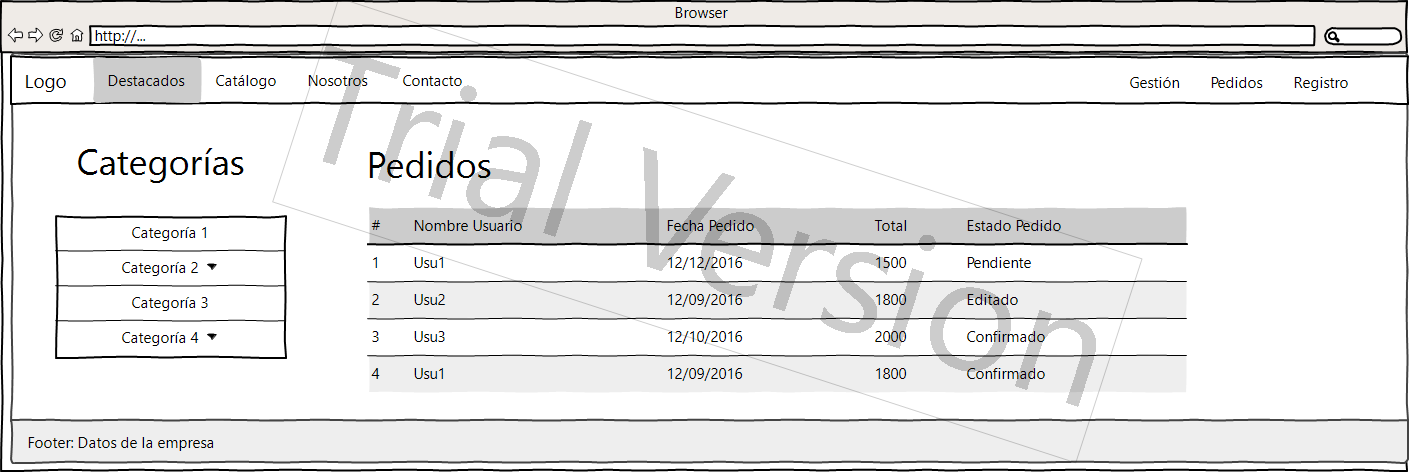 Browser
http://...
Logo Destacados Catálogo Nosotros Contacto Gestión Pedidos Registro
Categorías
Categoría 1
Categoría 2
Categoría 3
Categoría 4
Pedidos
# Nombre Usuario Fecha Pedido Total Estado Pedido
1 Usu1 12/12/2016 1500 Pendiente
2 Usu2 12/09/2016 1800 Editado
3 Usu3 12/10/2016 2000 Confirmado
4 Usu1 12/09/2016 1800 Confirmado
Trial Version
Footer: Datos de la empresa